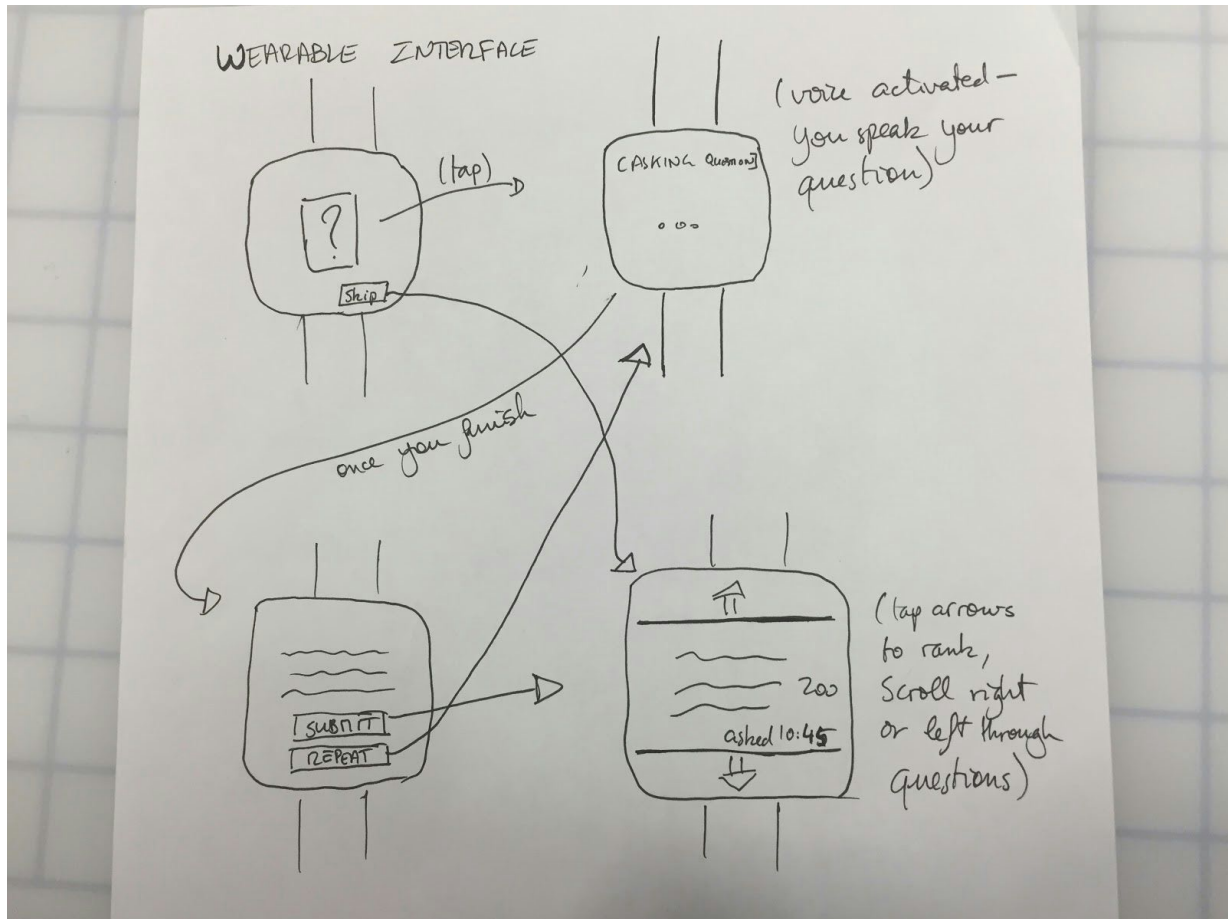 WEARABLE INTERFACE
(tap)
?
Skip
[ASKING QUESTION]
...
(voice activated—
you speak your
question)
once you finish
SUBMIT
REPEAT
200
asked 10:45
(tap arrows
to rank,
Scroll right
or left through
questions)